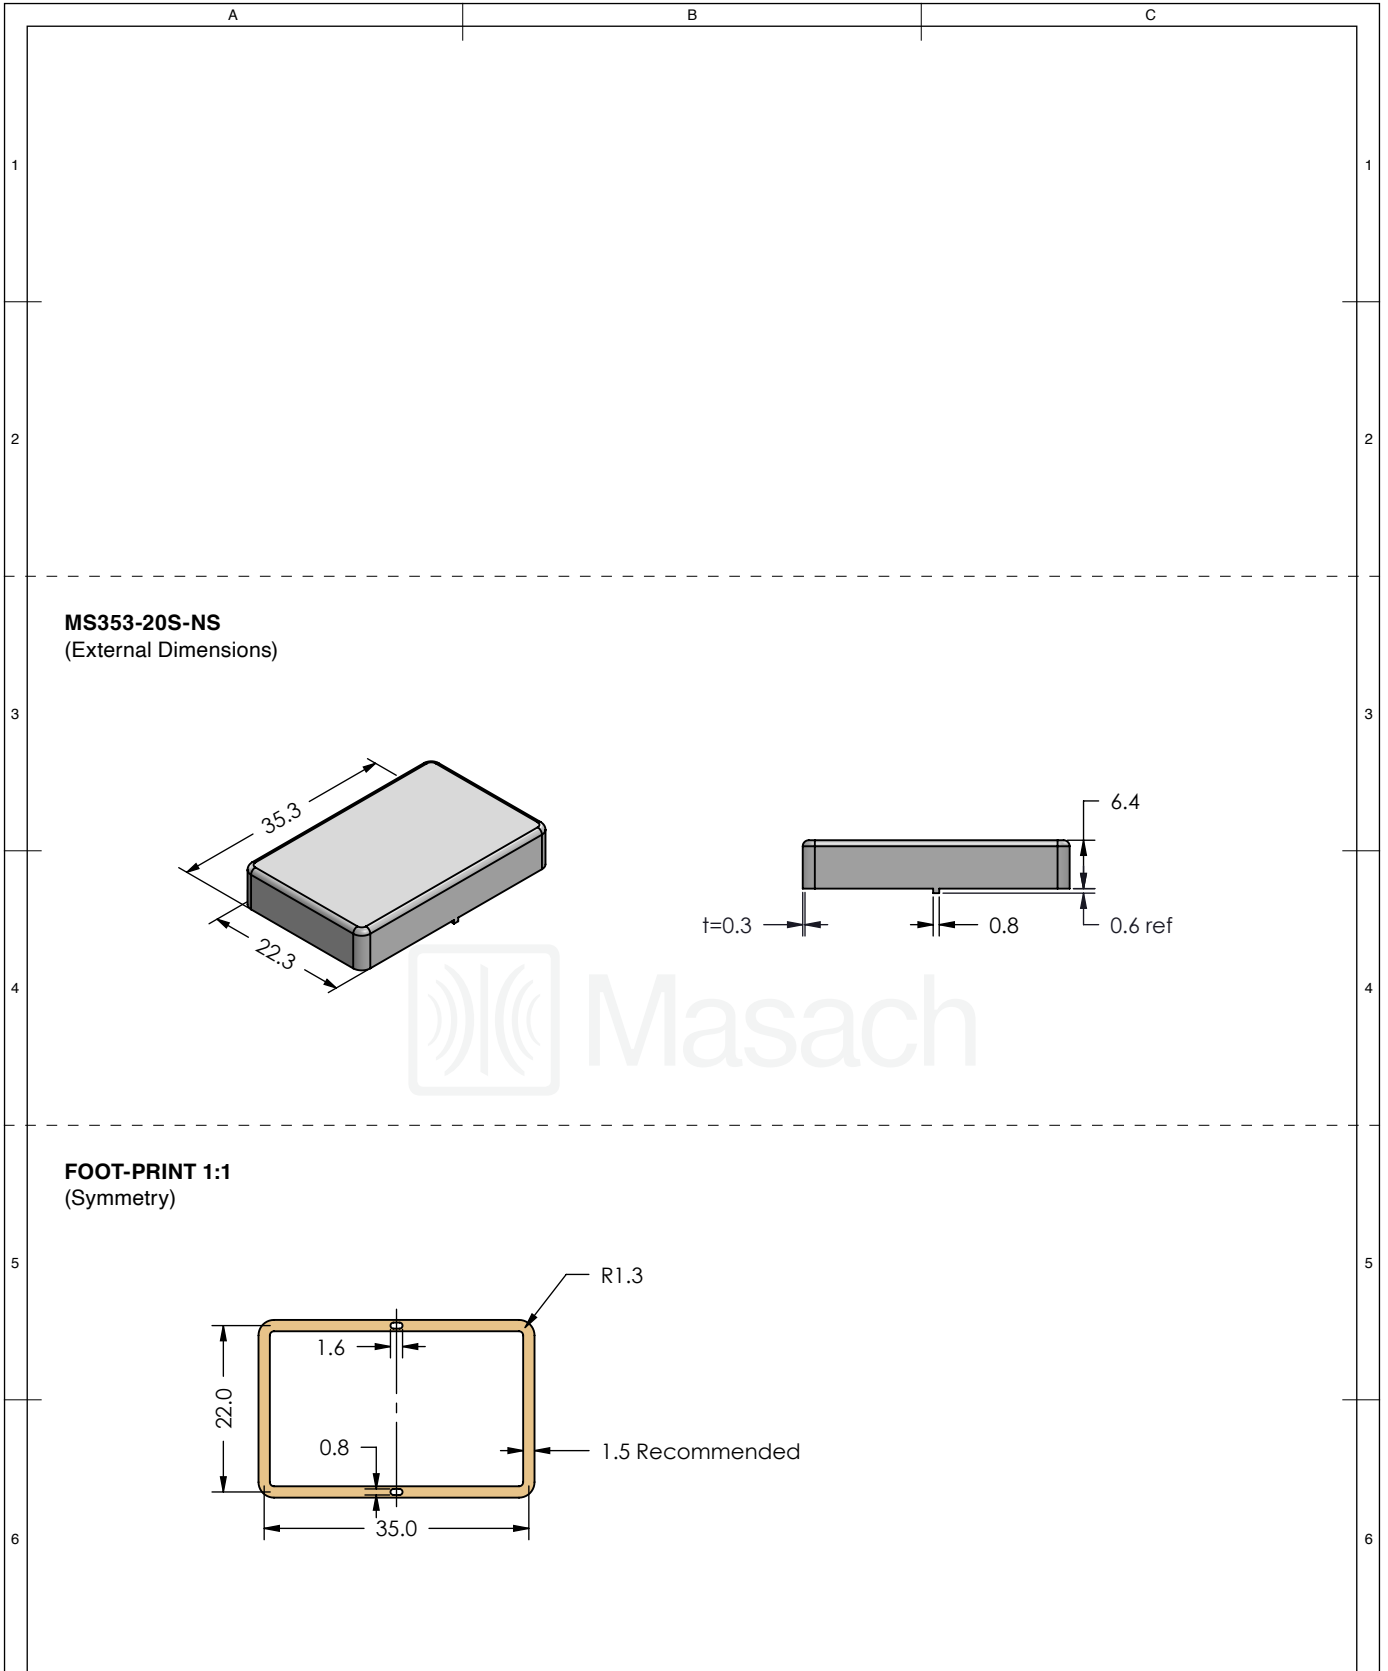 A B C
1 1
2 2
MS353-20S-NS
(External Dimensions)
3 3
35.3
22.3
6.4
t=0.3
0.8
0.6 ref
4 4
Masach
FOOT-PRINT 1:1
(Symmetry)
5 5
R1.3
1.6
22.0
0.8
1.5 Recommended
35.0
6 6